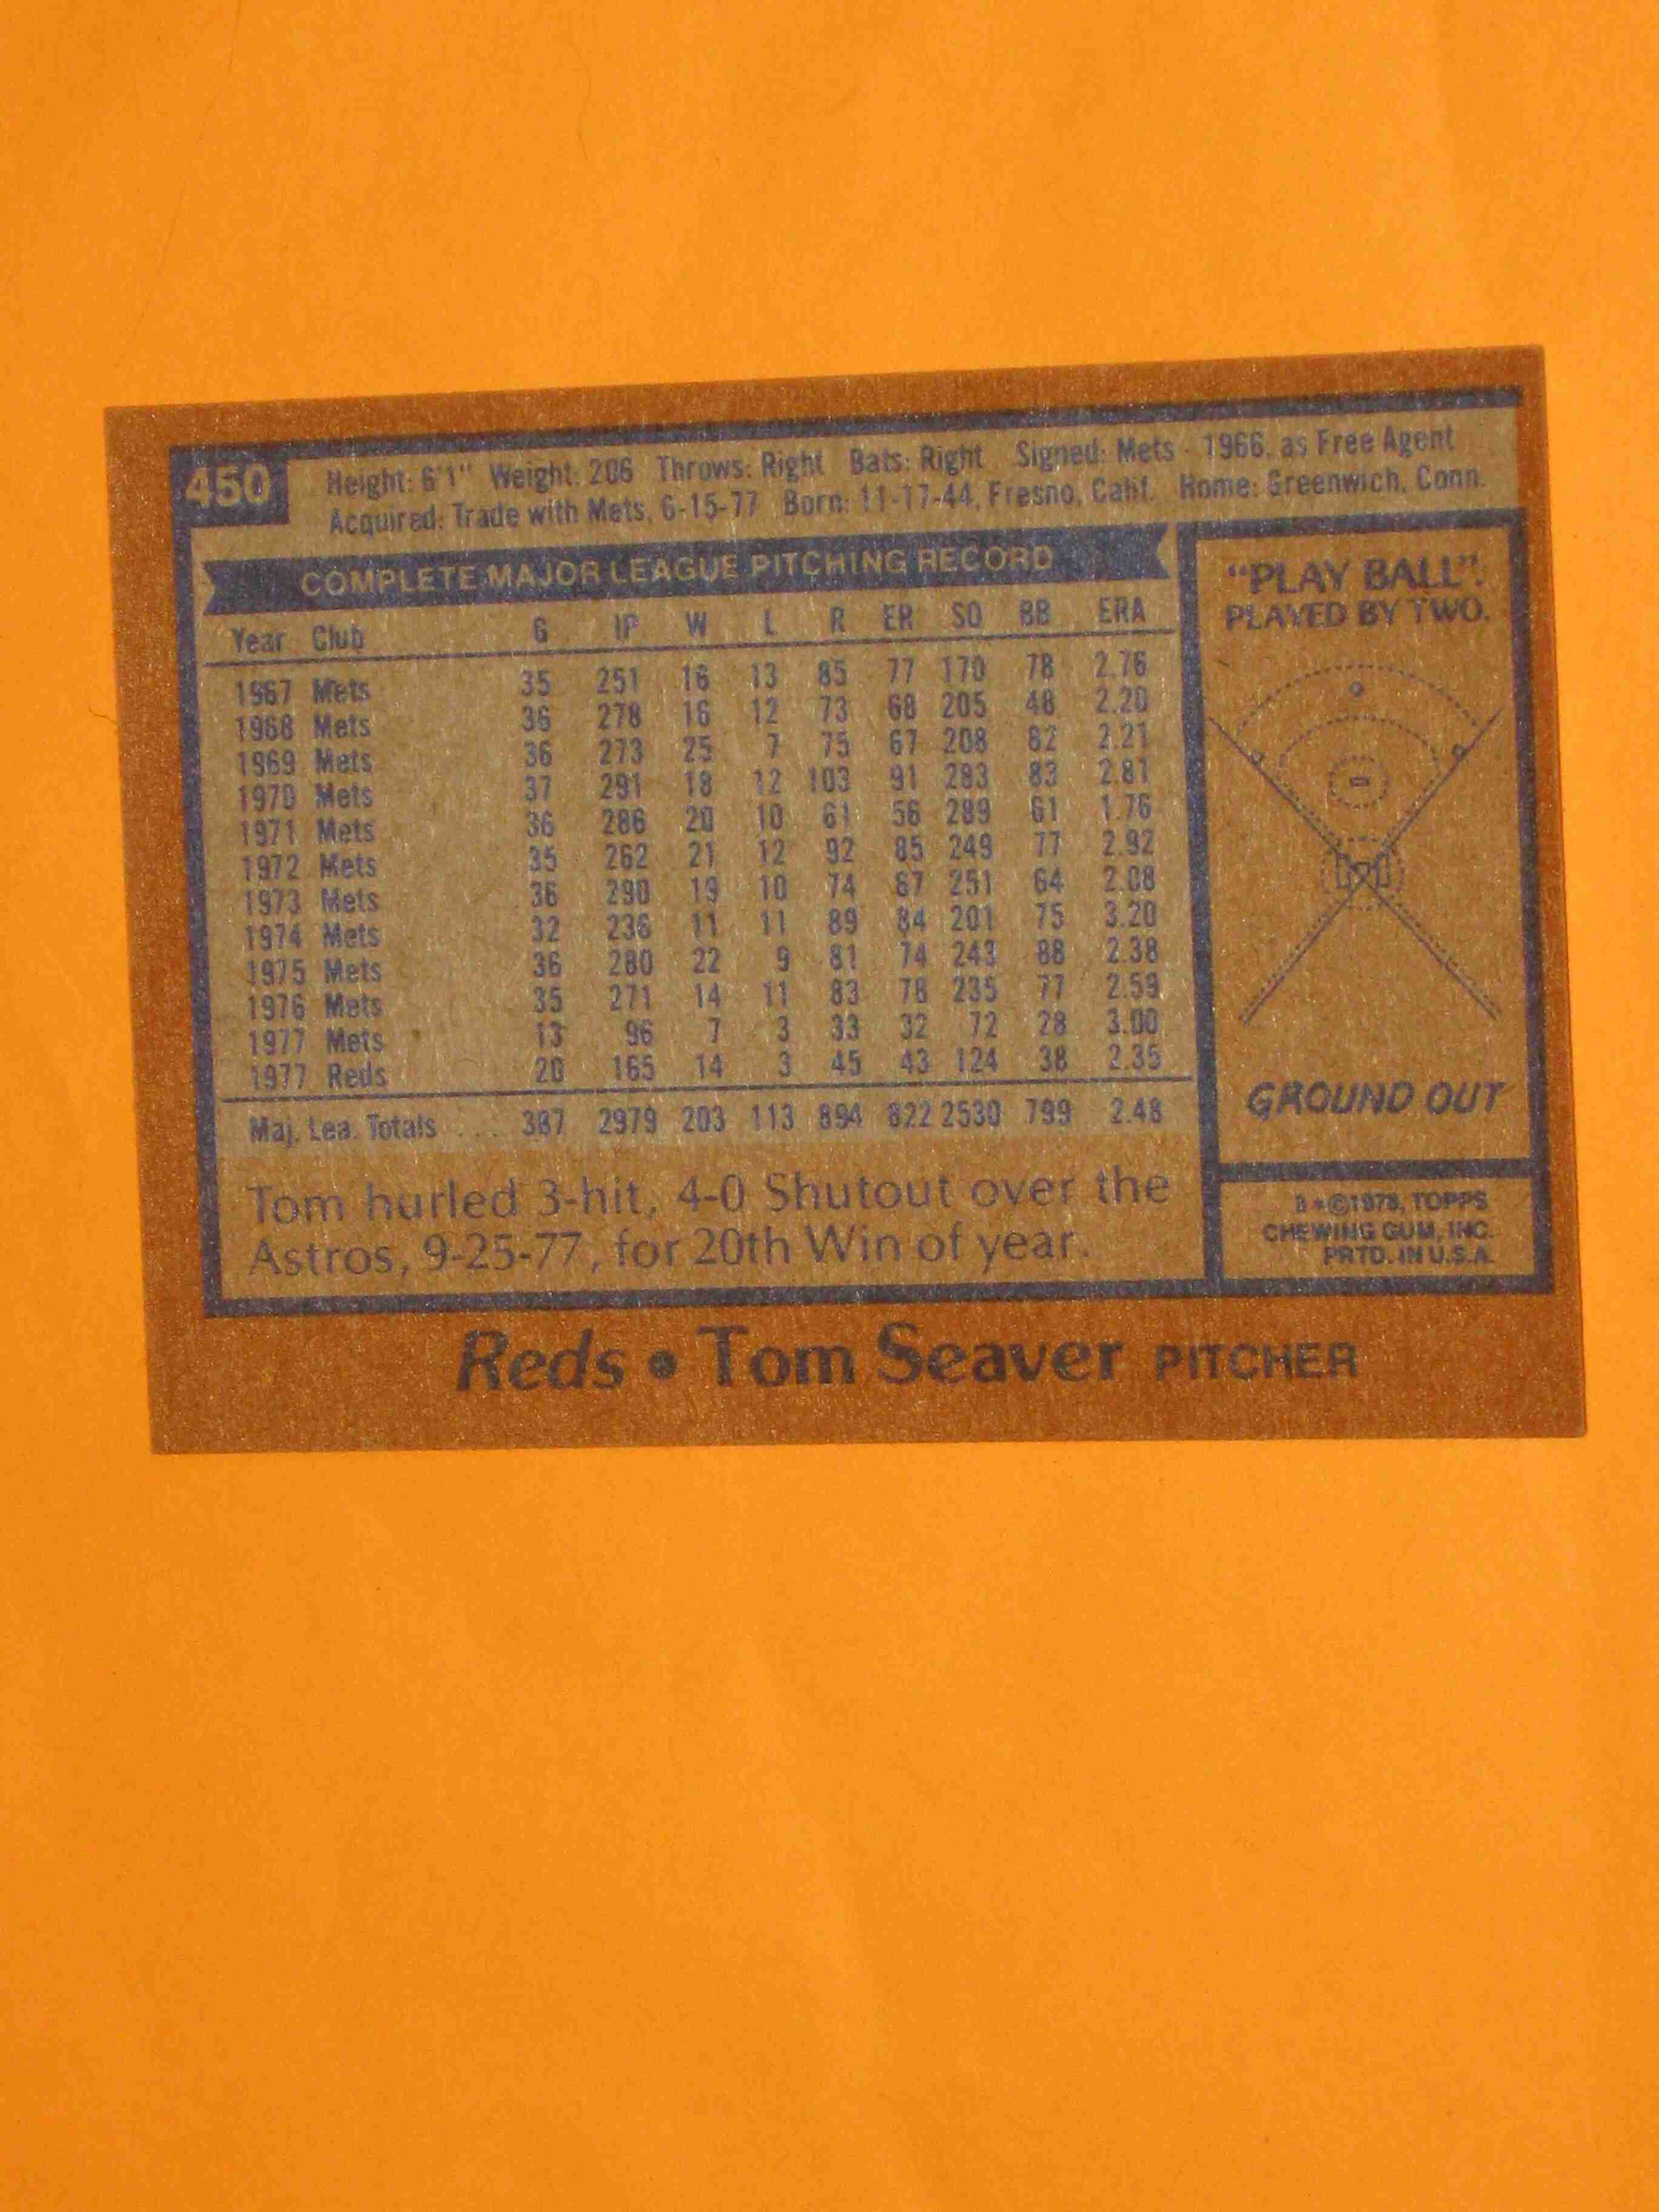 450
Height: 6'1" Weight: 206 Throws: Right Bats: Right Signed: Mets - 1966, as Free Agent
Acquired: Trade with Mets, 6-15-77 Born: 11-17-44, Fresno, Calif. Home: Greenwich, Conn.
COMPLETE MAJOR LEAGUE PITCHING RECORD
Year Club G IP W L R ER SO BB ERA
1967 Mets 35 251 16 13 85 77 170 78 2.76
1968 Mets 36 278 16 12 73 68 205 48 2.20
1969 Mets 36 273 25 7 75 67 208 82 2.21
1970 Mets 37 291 18 12 103 91 283 83 2.81
1971 Mets 36 286 20 10 61 56 289 61 1.76
1972 Mets 35 262 21 12 92 85 249 77 2.92
1973 Mets 36 290 19 10 74 67 251 64 2.08
1974 Mets 32 236 11 11 89 84 201 75 3.20
1975 Mets 36 280 22 9 81 74 243 88 2.38
1976 Mets 35 271 14 11 83 78 235 77 2.59
1977 Mets 13 96 7 3 33 32 72 28 3.00
1977 Reds 20 165 14 3 45 43 124 38 2.35
Maj. Lea. Totals .... 387 2979 203 113 894 822 2530 799 2.48
Tom hurled 3-hit, 4-0 Shutout over the
Astros, 9-25-77, for 20th Win of year.
"PLAY BALL".
PLAYED BY TWO.
GROUND OUT
D*©1978, TOPPS
CHEWING GUM, INC.
PRTD. IN U.S.A.
Reds • Tom Seaver PITCHER